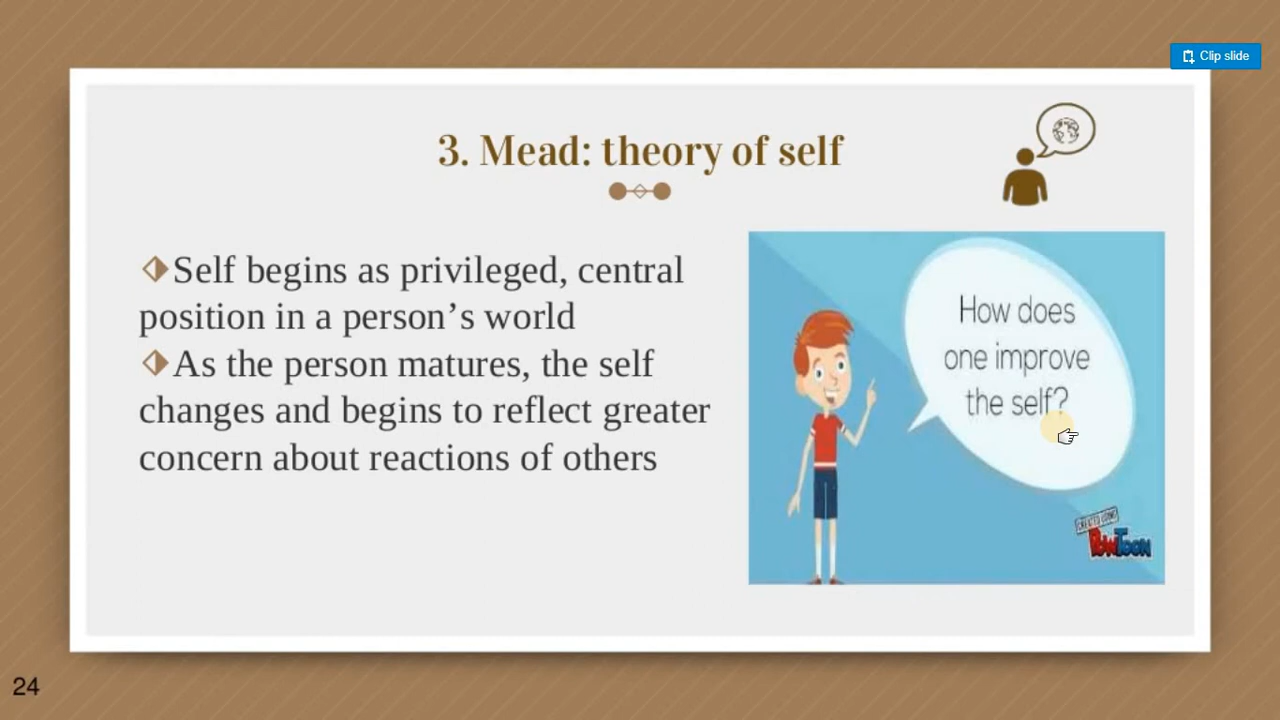 Clip slide
3. Mead: theory of self
Self begins as privileged, central
position in a person’s world
As the person matures, the self
changes and begins to reflect greater
concern about reactions of others
How does
one improve
the self?
CREATED USING
PowToon
24